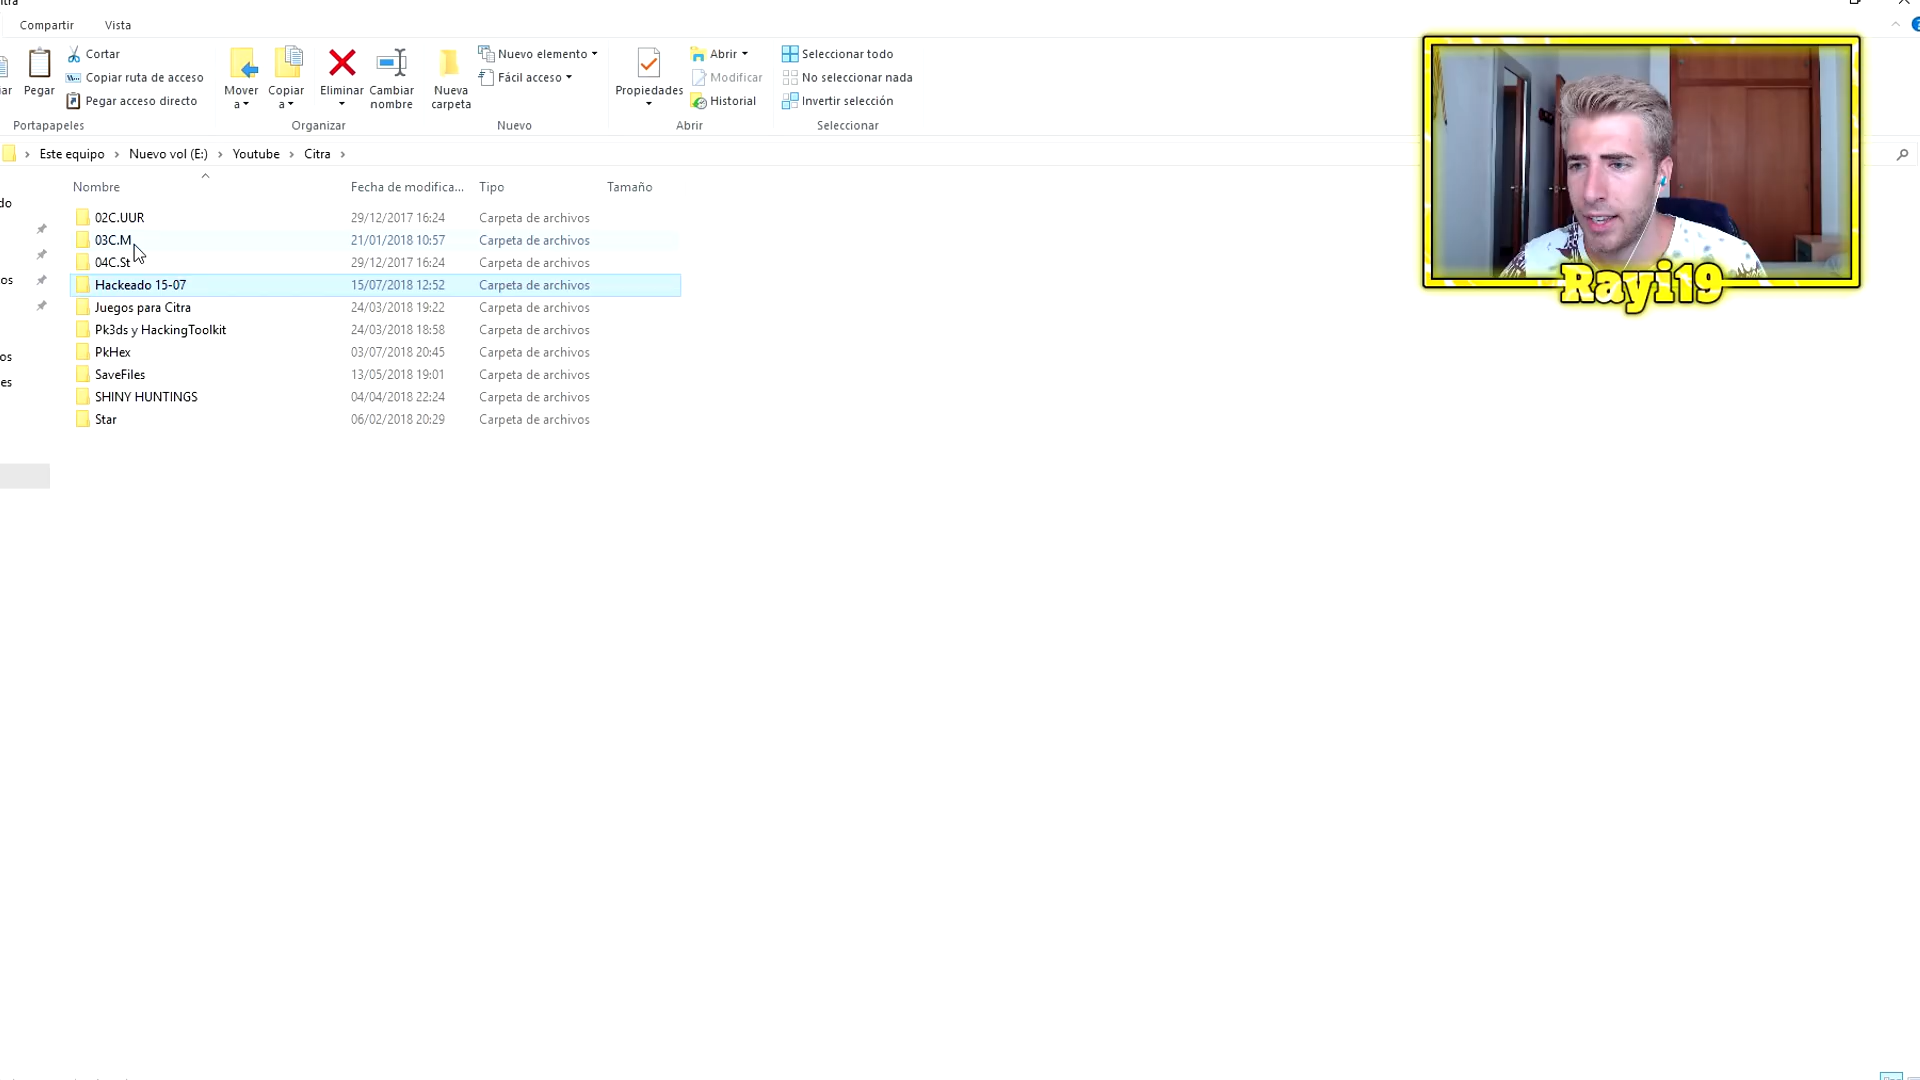 itra
Compartir Vista
Pegar
Cortar
Copiar ruta de acceso
Pegar acceso directo
Portapapeles
Mover a
Copiar a
Eliminar
Cambiar nombre
Organizar
Nueva carpeta
Nuevo elemento
Fácil acceso
Nuevo
Propiedades
Abrir
Modificar
Historial
Abrir
Seleccionar todo
No seleccionar nada
Invertir selección
Seleccionar
Este equipo > Nuevo vol (E:) > Youtube > Citra >
Nombre Fecha de modifica... Tipo Tamaño
02C.UUR 29/12/2017 16:24 Carpeta de archivos
03C.M 21/01/2018 10:57 Carpeta de archivos
04C.St 29/12/2017 16:24 Carpeta de archivos
Hackeado 15-07 15/07/2018 12:52 Carpeta de archivos
Juegos para Citra 24/03/2018 19:22 Carpeta de archivos
Pk3ds y HackingToolkit 24/03/2018 18:58 Carpeta de archivos
PkHex 03/07/2018 20:45 Carpeta de archivos
SaveFiles 13/05/2018 19:01 Carpeta de archivos
SHINY HUNTINGS 04/04/2018 22:24 Carpeta de archivos
Star 06/02/2018 20:29 Carpeta de archivos
Rayi19